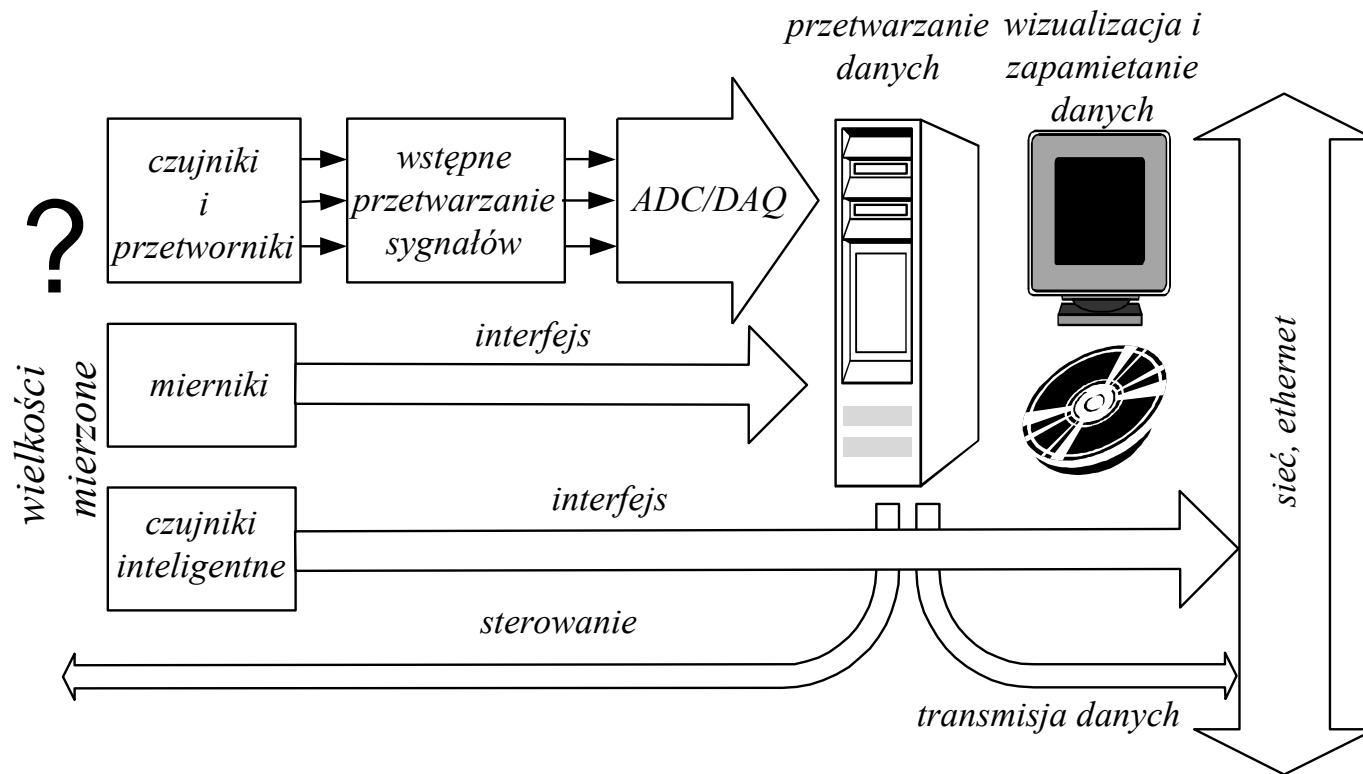 przetwarzanie
danych
wizualizacja i
zapamietanie
danych
czujniki
i
przetworniki
wstępne
przetwarzanie
sygnałów
ADC/DAQ
?
wielkości
mierzone
mierniki
interfejs
czujniki
inteligentne
interfejs
sterowanie
transmisja danych
sieć, ethernet